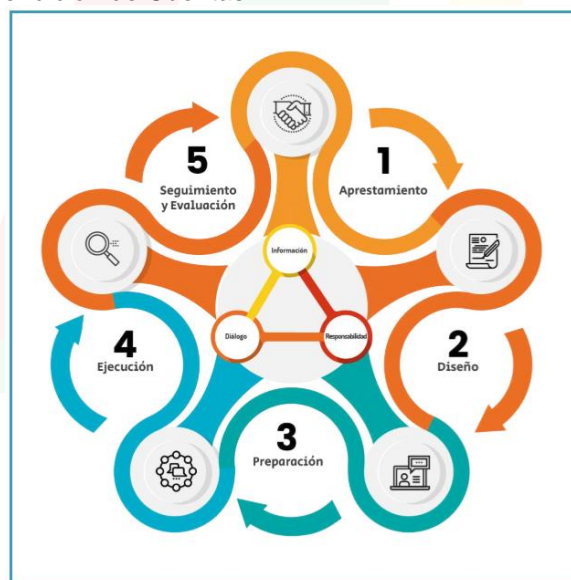 1
Aprestamiento
2
Diseño
3
Preparación
4
Ejecución
5
Seguimiento
y Evaluación
Información
Diálogo
Responsabilidad